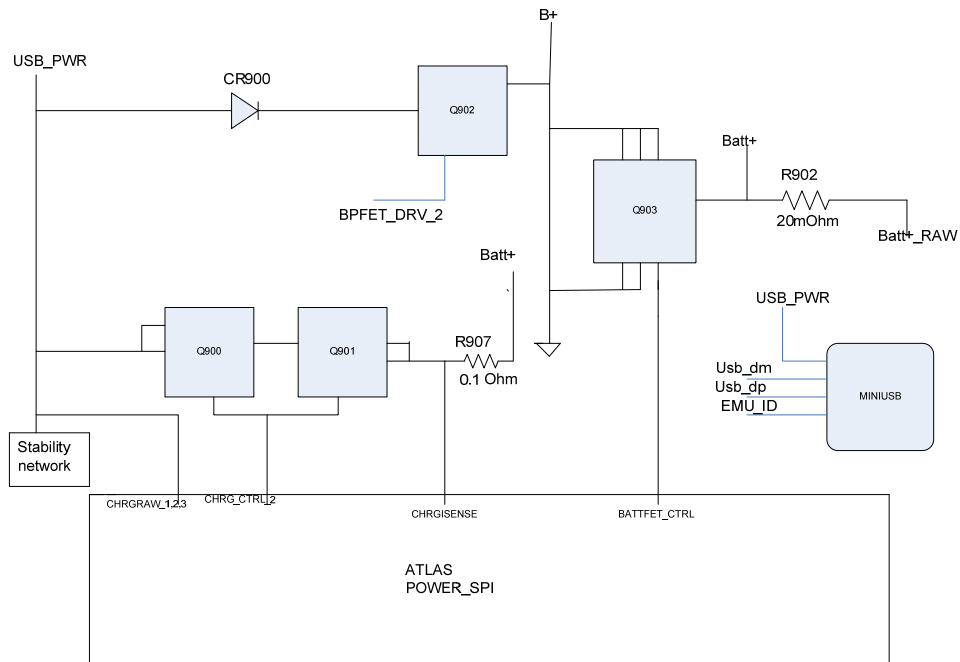 B+
USB_PWR
CR900
Q902
Batt+
R902
Q903
BPFET_DRV_2
20mOhm
Batt+_RAW
Batt+
USB_PWR
R907
Q900
Q901
Usb_dm
0.1 Ohm
Usb_dp
MINIUSB
EMU_ID
Stability
network
CHRGRAW_1,2,3
CHRG_CTRL_2
CHRGISENSE
BATTFET_CTRL
ATLAS
POWER_SPI